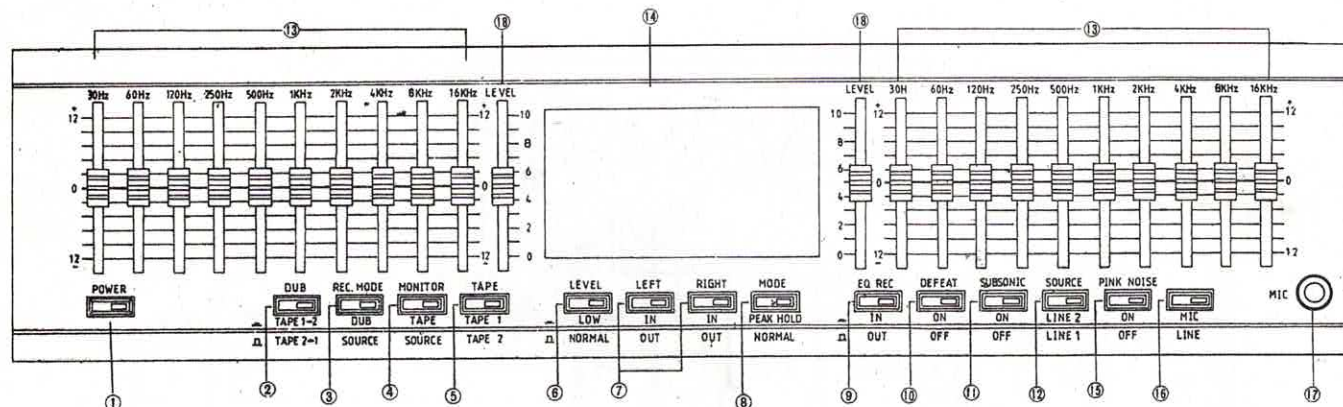 ⑬ ⑱ ⑭ ⑱ ⑬
30Hz 60Hz 120Hz 250Hz 500Hz 1KHz 2KHz 4KHz 8KHz 16KHz LEVEL LEVEL 30H 60Hz 120Hz 250Hz 500Hz 1KHz 2KHz 4KHz 8KHz 16KHz
+ + + +
12 12 10 10 12 12
8 8
6 6
0 0 0 0
4 4
2 2
12 12 0 0 12 12
- - - -
POWER DUB REC. MODE MONITOR TAPE LEVEL LEFT RIGHT MODE EQ REC DEFEAT SUBSONIC SOURCE PINK NOISE MIC
TAPE 1→2 DUB TAPE TAPE 1 LOW IN IN PEAK HOLD IN ON ON LINE 2 ON MIC
TAPE 2→1 SOURCE SOURCE TAPE 2 NORMAL OUT OUT NORMAL OUT OFF OFF LINE 1 OFF LINE
① ② ③ ④ ⑤ ⑥ ⑦ ⑧ ⑨ ⑩ ⑪ ⑫ ⑮ ⑯ ⑰